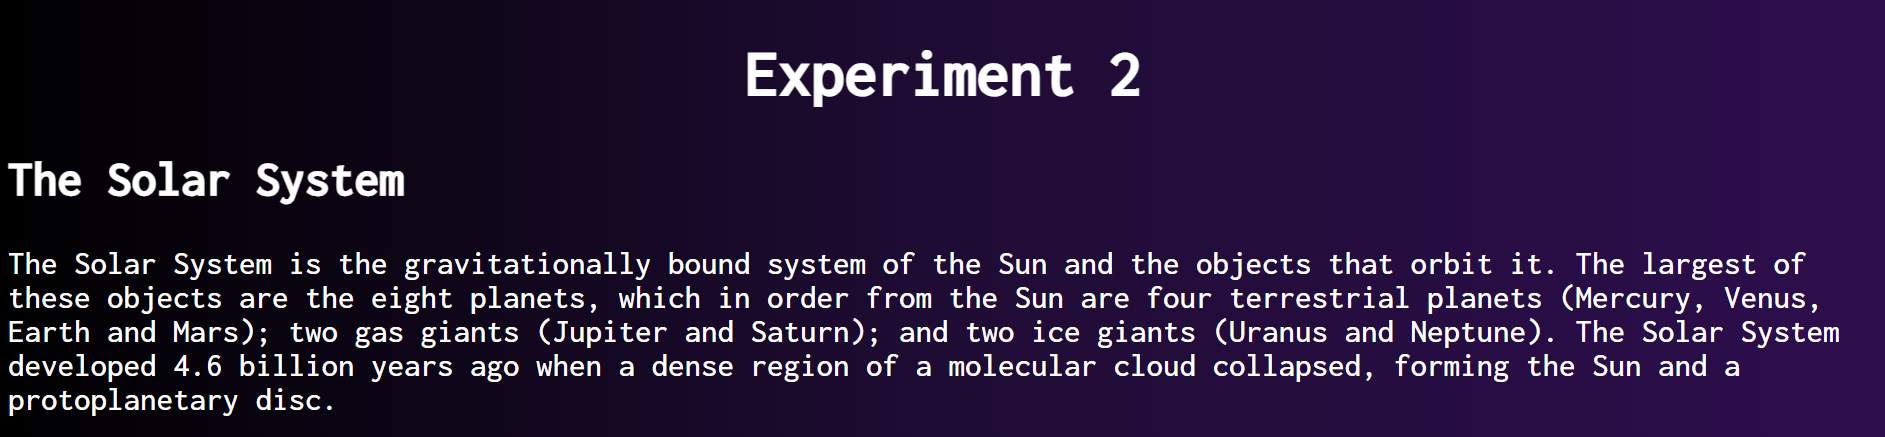 Experiment 2
The Solar System
The Solar System is the gravitationally bound system of the Sun and the objects that orbit it. The largest of
these objects are the eight planets, which in order from the Sun are four terrestrial planets (Mercury, Venus,
Earth and Mars); two gas giants (Jupiter and Saturn); and two ice giants (Uranus and Neptune). The Solar System
developed 4.6 billion years ago when a dense region of a molecular cloud collapsed, forming the Sun and a
protoplanetary disc.